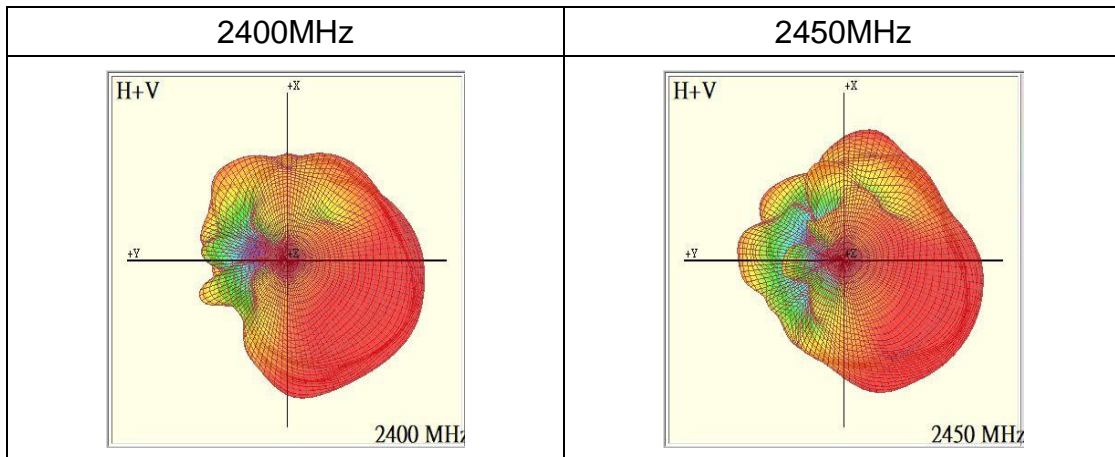 2400MHz
2450MHz
H+V
+X
+Y
+Z
2400 MHz
H+V
+X
+Y
+Z
2450 MHz